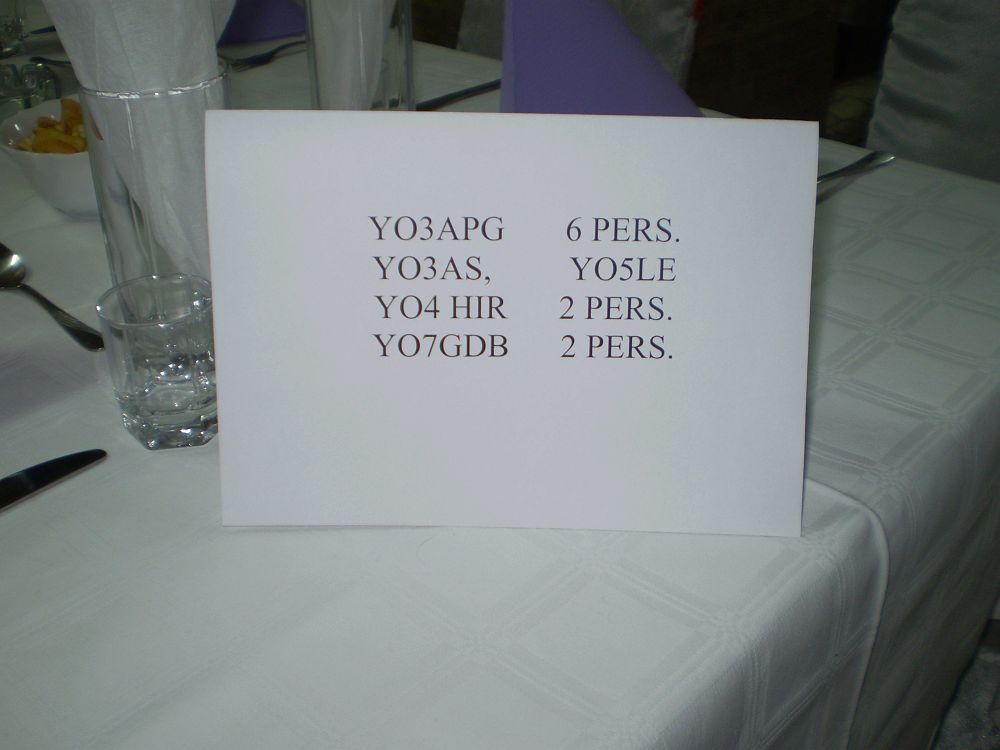 YO3APG 6 PERS.
YO3AS, YO5LE
YO4 HIR 2 PERS.
YO7GDB 2 PERS.